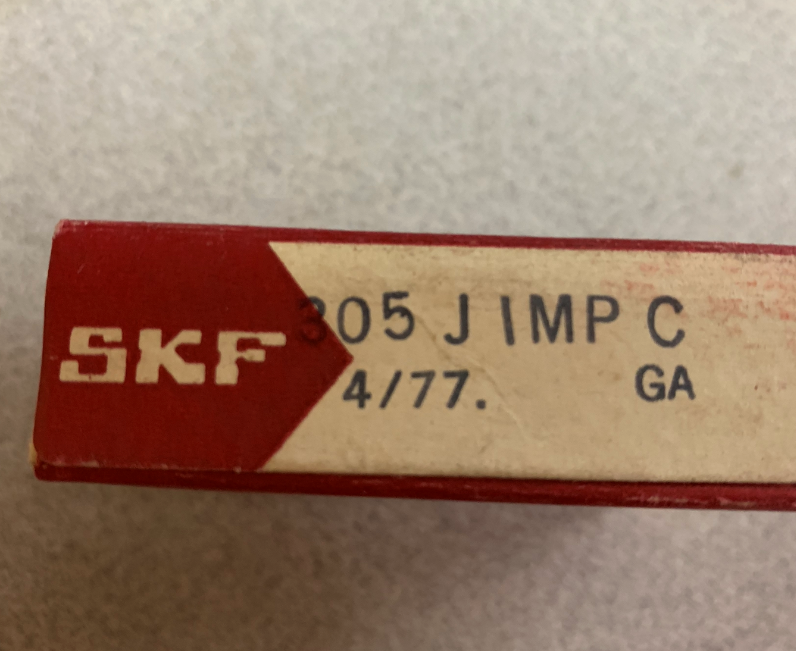 SKF
305 J IMP C
4/77. GA